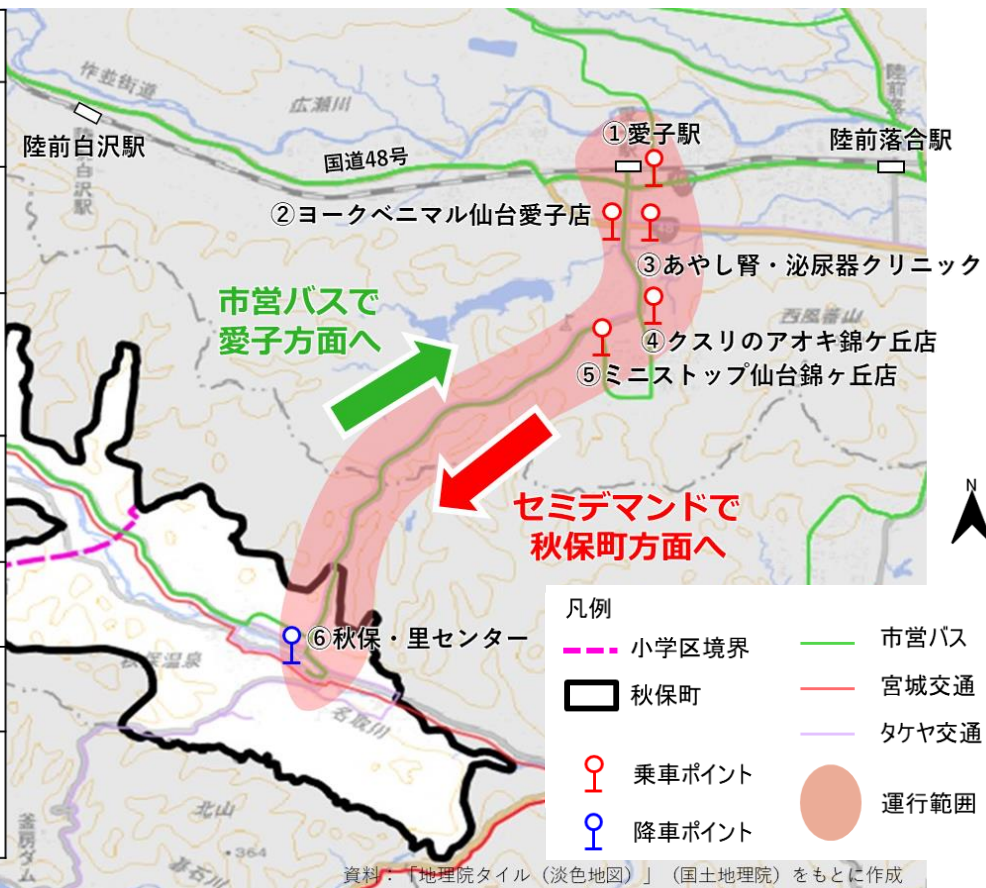 作並街道
広瀬川
陸前白沢駅
国道48号
①愛子駅
陸前落合駅
②ヨークベニマル仙台愛子店
③あやし腎・泌尿器クリニック
市営バスで
愛子方面へ
西風蕃山
④クスリのアオキ錦ケ丘店
⑤ミニストップ仙台錦ヶ丘店
セミデマンドで
秋保町方面へ
N
⑥秋保・里センター
秋保温泉
名取川
北山
・364
釜房ダム
基石川
凡例
小学区境界
秋保町
乗車ポイント
降車ポイント
市営バス
宮城交通
タケヤ交通
運行範囲
資料：「地理院タイル（淡色地図）」（国土地理院）をもとに作成